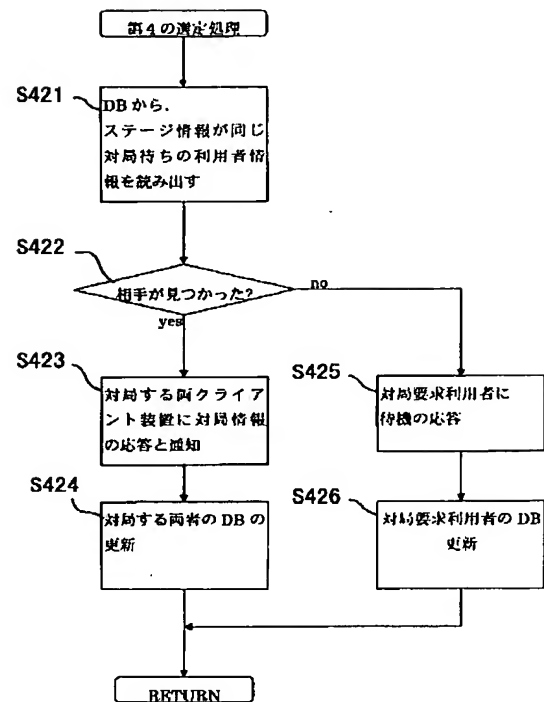 第4の選定処理
S421
DBから、
ステージ情報が同じ
対局待ちの利用者情
報を読み出す
S422
相手が見つかった?
no
yes
S423
対局する両クライア
ント装置に対局情報
の応答と通知
S425
対局要求利用者に
待機の応答
S424
対局する両者のDBの
更新
S426
対局要求利用者のDB
更新
RETURN